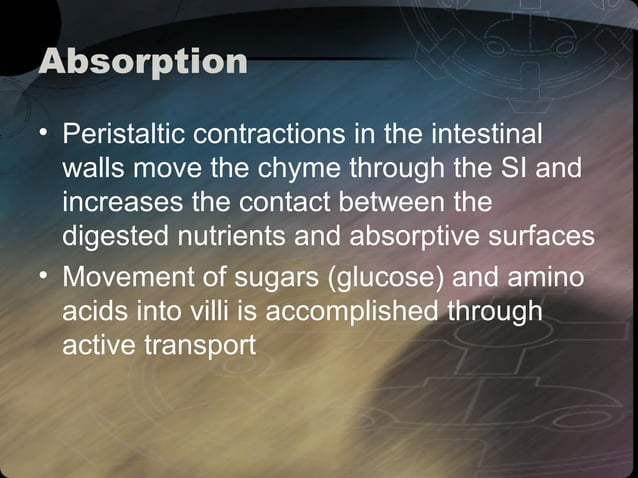 Absorption
• Peristaltic contractions in the intestinal
walls move the chyme through the SI and
increases the contact between the
digested nutrients and absorptive surfaces
• Movement of sugars (glucose) and amino
acids into villi is accomplished through
active transport